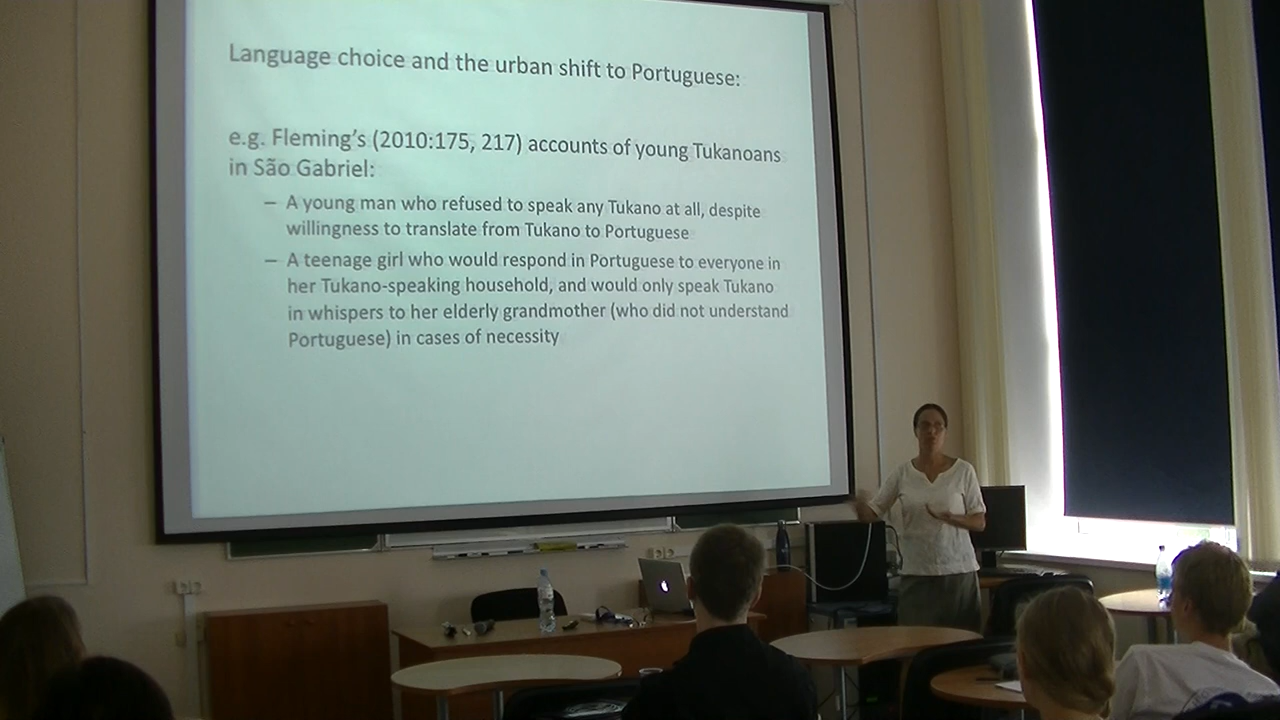 Language choice and the urban shift to Portuguese:
e.g. Fleming's (2010:175, 217) accounts of young Tukanoans
in São Gabriel:
– A young man who refused to speak any Tukano at all, despite
willingness to translate from Tukano to Portuguese
– A teenage girl who would respond in Portuguese to everyone in
her Tukano-speaking household, and would only speak Tukano
in whispers to her elderly grandmother (who did not understand
Portuguese) in cases of necessity